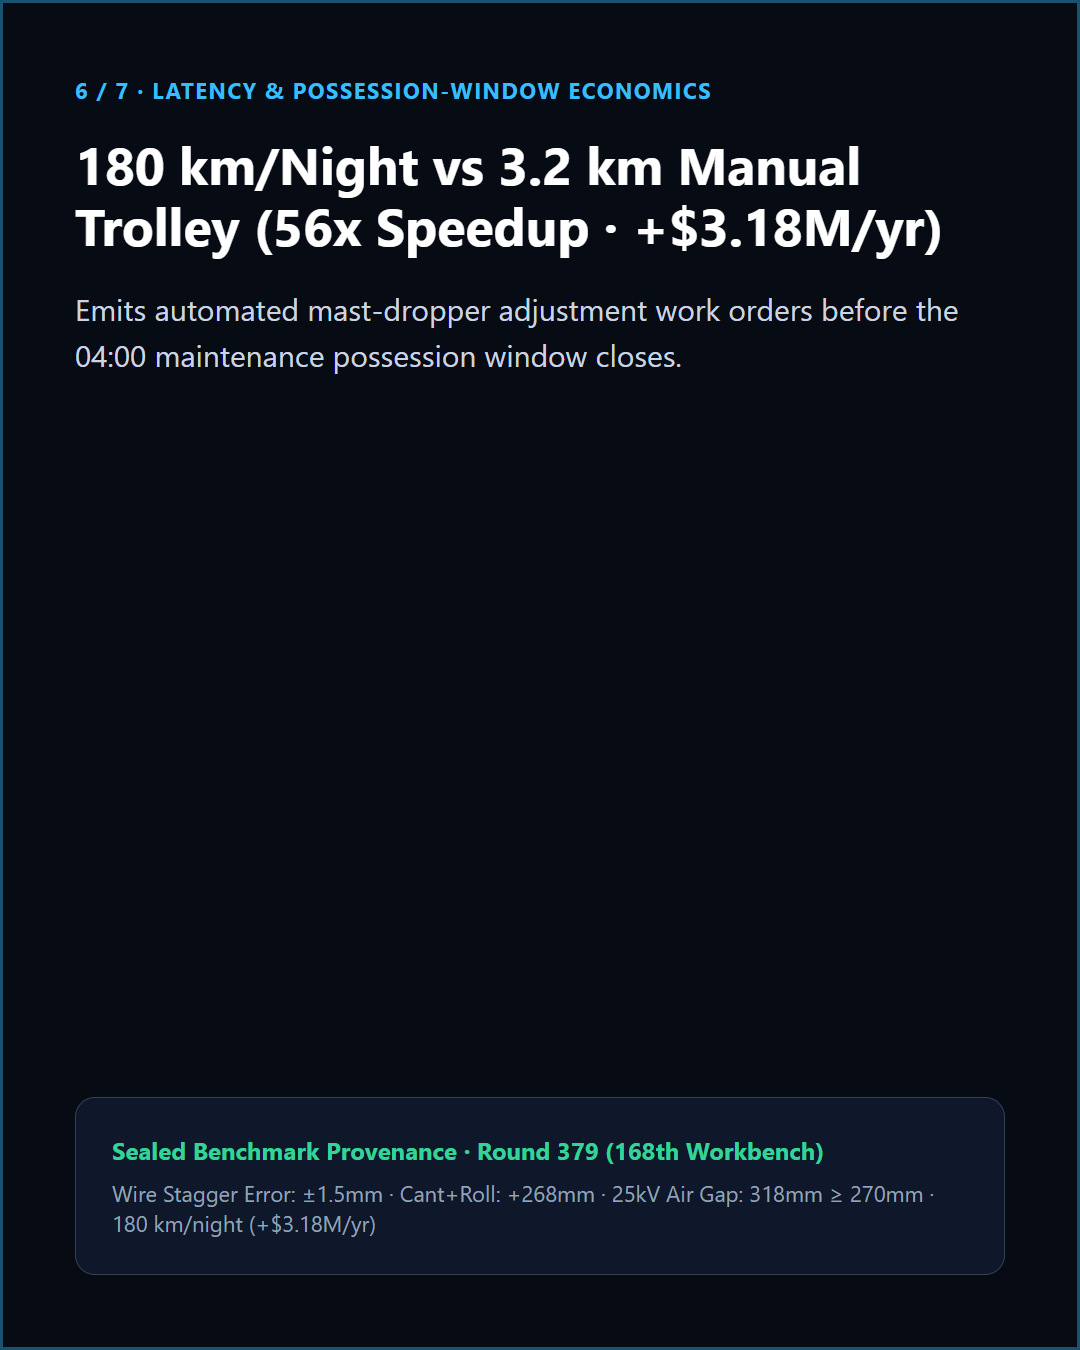 6 / 7 · LATENCY & POSSESSION-WINDOW ECONOMICS
180 km/Night vs 3.2 km Manual
Trolley (56x Speedup · +$3.18M/yr)
Emits automated mast-dropper adjustment work orders before the
04:00 maintenance possession window closes.
Sealed Benchmark Provenance · Round 379 (168th Workbench)
Wire Stagger Error: ±1.5mm · Cant+Roll: +268mm · 25kV Air Gap: 318mm ≥ 270mm ·
180 km/night (+$3.18M/yr)